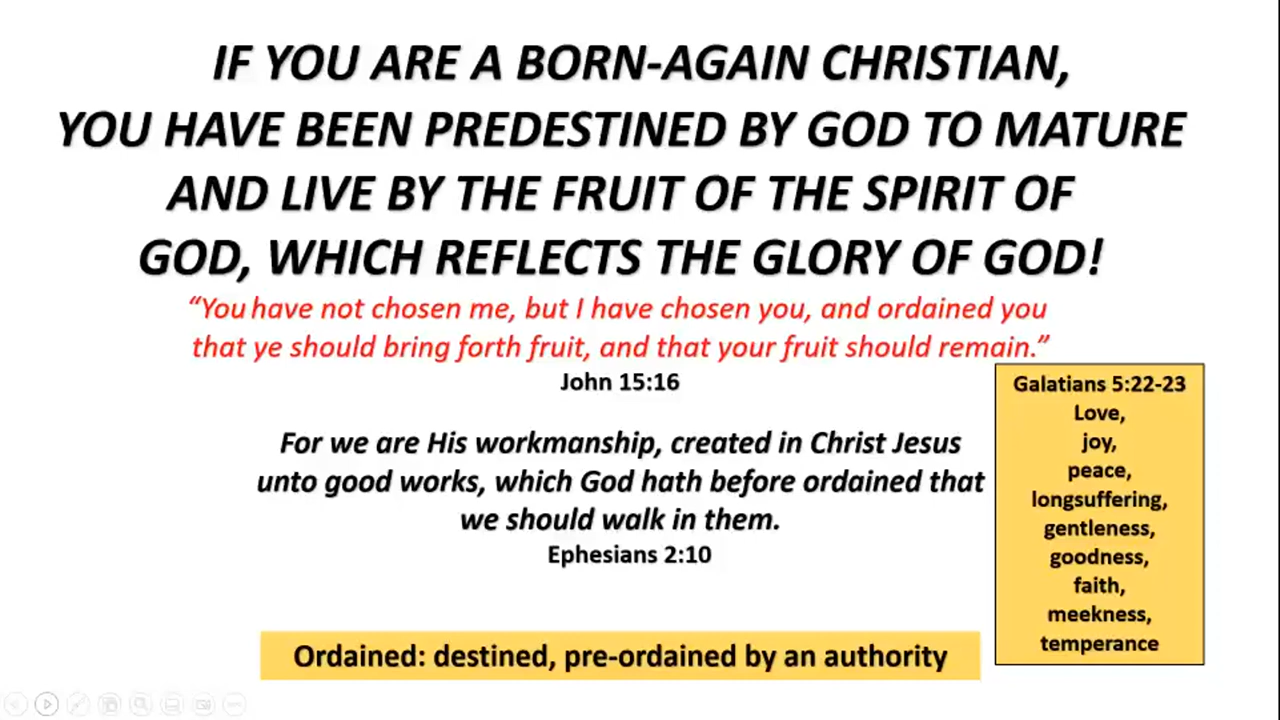 IF YOU ARE A BORN-AGAIN CHRISTIAN,
YOU HAVE BEEN PREDESTINED BY GOD TO MATURE
AND LIVE BY THE FRUIT OF THE SPIRIT OF
GOD, WHICH REFLECTS THE GLORY OF GOD!
“You have not chosen me, but I have chosen you, and ordained you
that ye should bring forth fruit, and that your fruit should remain.”
John 15:16
For we are His workmanship, created in Christ Jesus
unto good works, which God hath before ordained that
we should walk in them.
Ephesians 2:10
Galatians 5:22-23
Love,
joy,
peace,
longsuffering,
gentleness,
goodness,
faith,
meekness,
temperance
Ordained: destined, pre-ordained by an authority